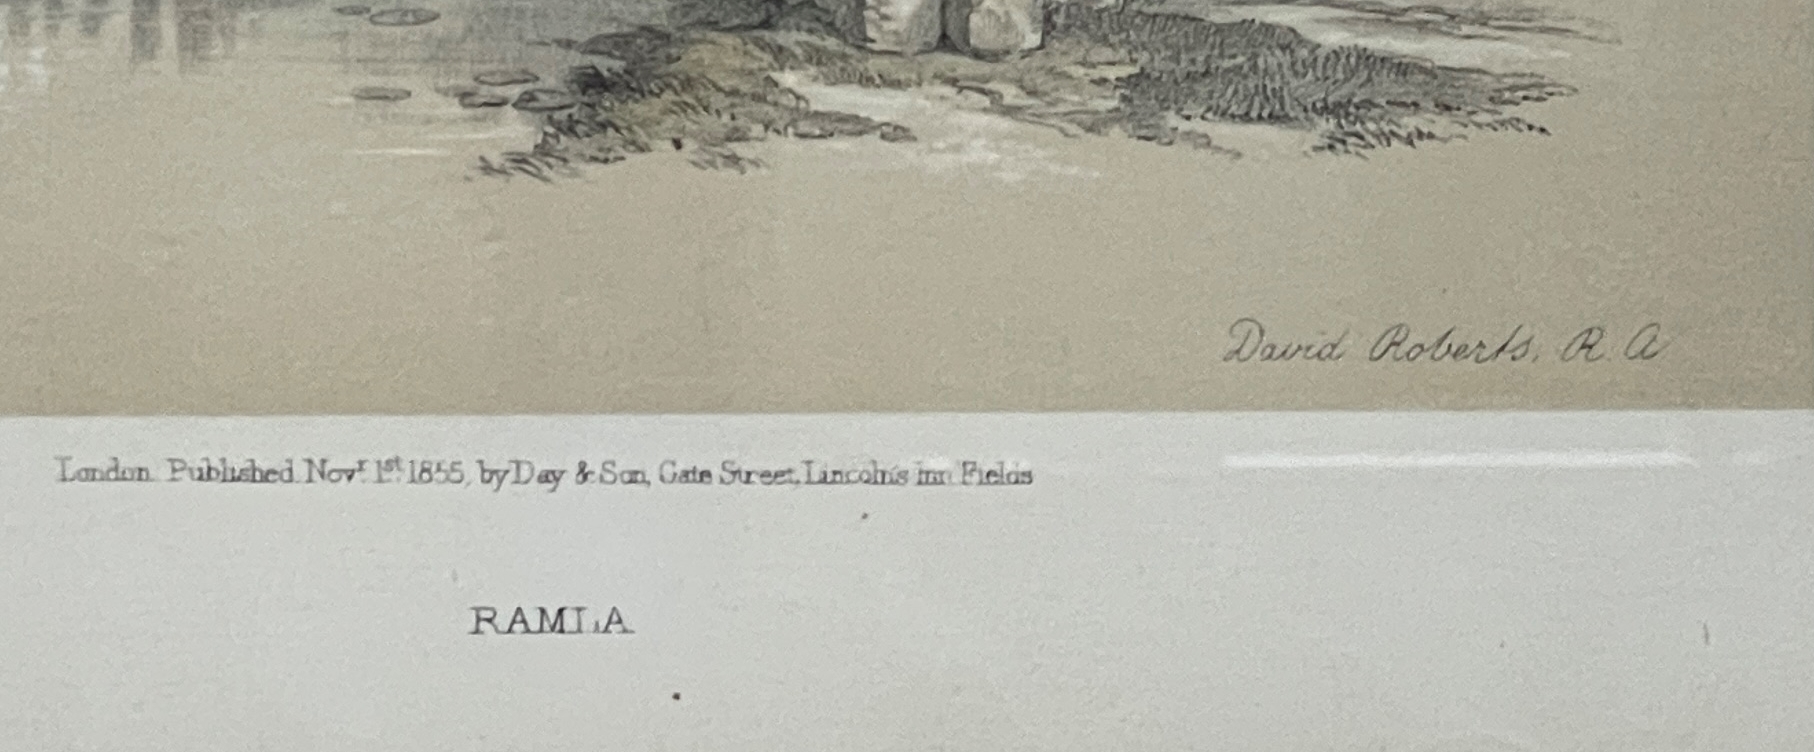 David Roberts, R. A
London. Published Novr. 1st. 1855, by Day & Son, Gate Street, Lincoln's inn Fields
RAMLA